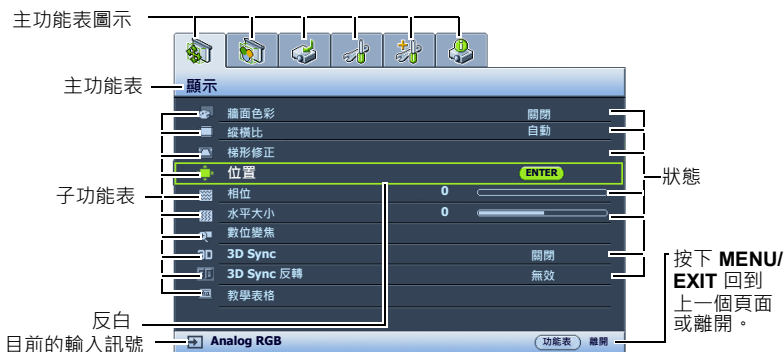 主功能表圖示
主功能表
顯示
牆面色彩 關閉
縱橫比 自動
梯形修正
位置 ENTER
狀態
子功能表
相位 0
水平大小 0
數位變焦
3D Sync 關閉
3D Sync 反轉 無效
教學表格
按下 MENU/
EXIT 回到
上一個頁面
或離開。
反白
目前的輸入訊號
Analog RGB
功能表 離開